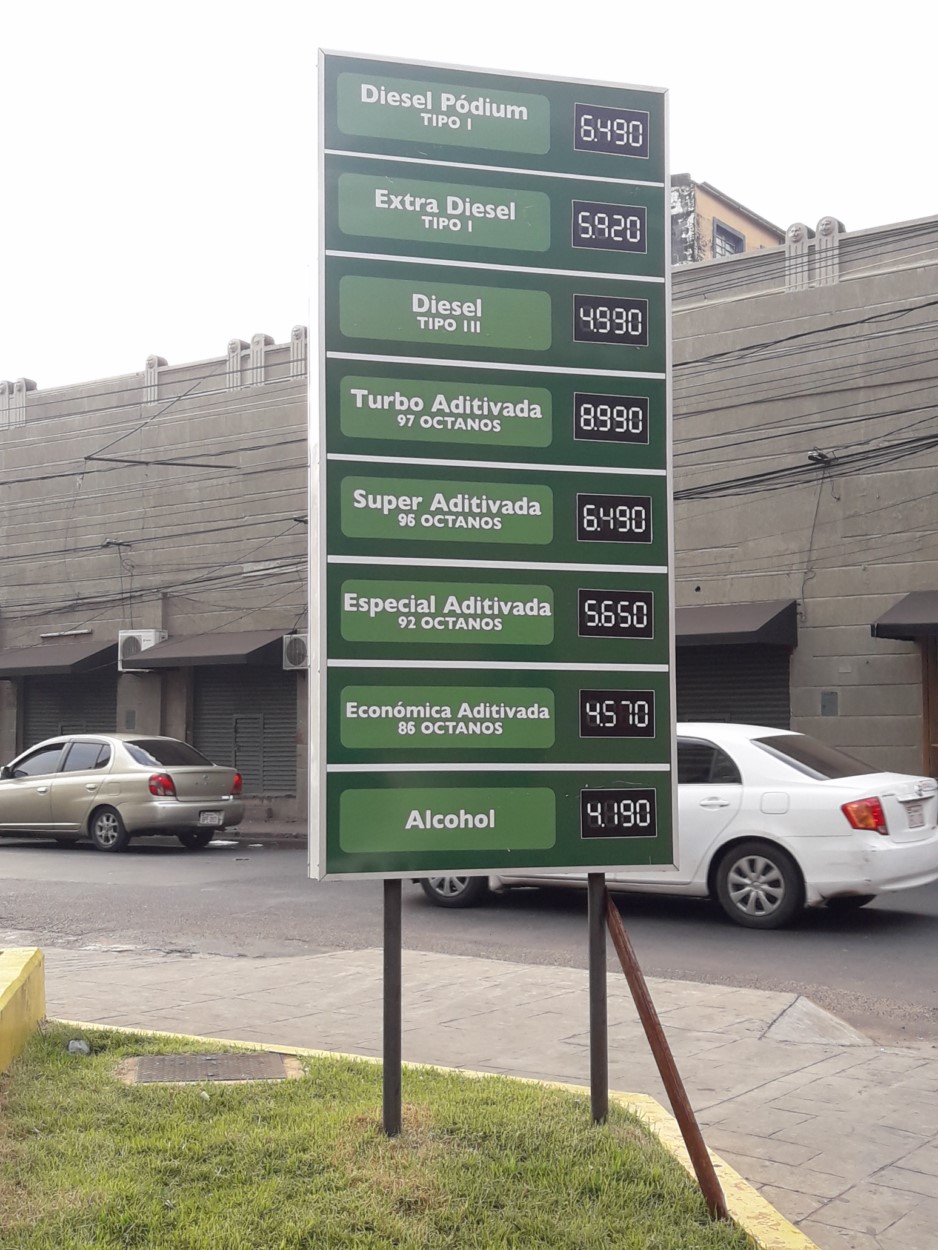 Diesel Pódium
TIPO I
6.490
Extra Diesel
TIPO I
5.920
Diesel
TIPO III
4.990
Turbo Aditivada
97 OCTANOS
8.990
Super Aditivada
96 OCTANOS
6.490
Especial Aditivada
92 OCTANOS
5.650
Económica Aditivada
86 OCTANOS
4.570
Alcohol
4.190